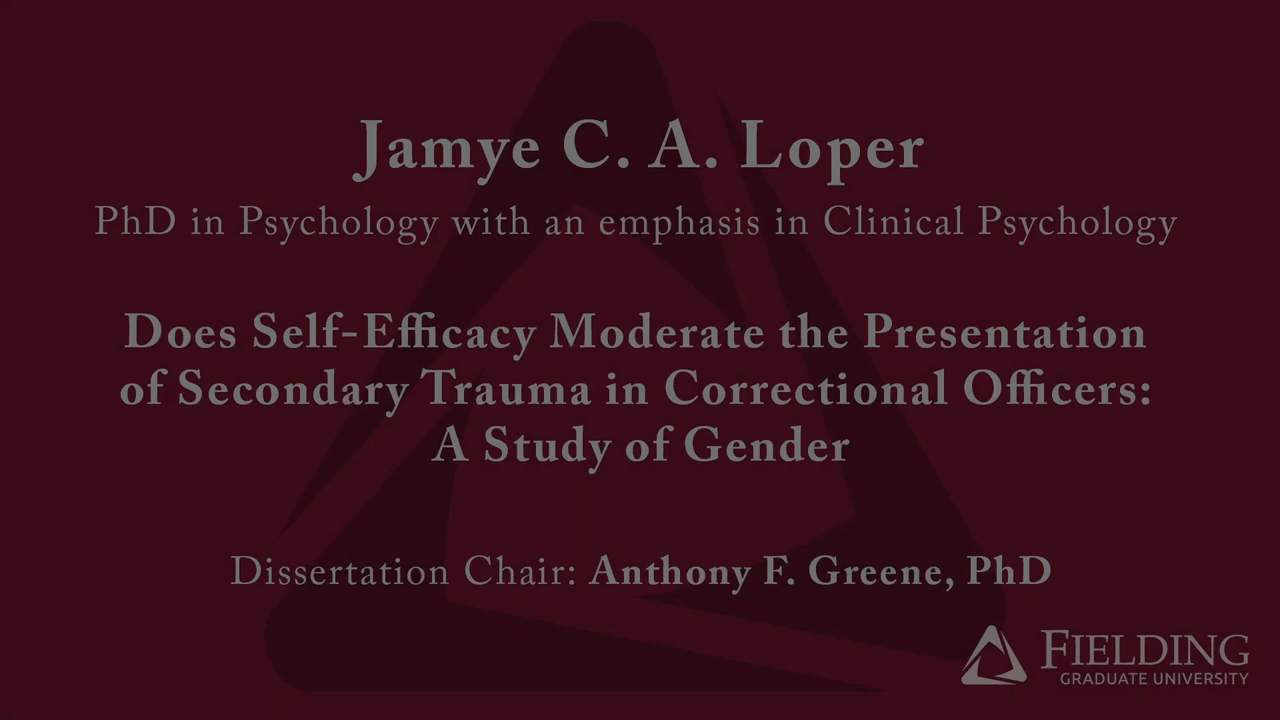 Jamye C. A. Loper
PhD in Psychology with an emphasis in Clinical Psychology
Does Self-Efficacy Moderate the Presentation
of Secondary Trauma in Correctional Officers:
A Study of Gender
Dissertation Chair: Anthony F. Greene, PhD
FIELDING
GRADUATE UNIVERSITY